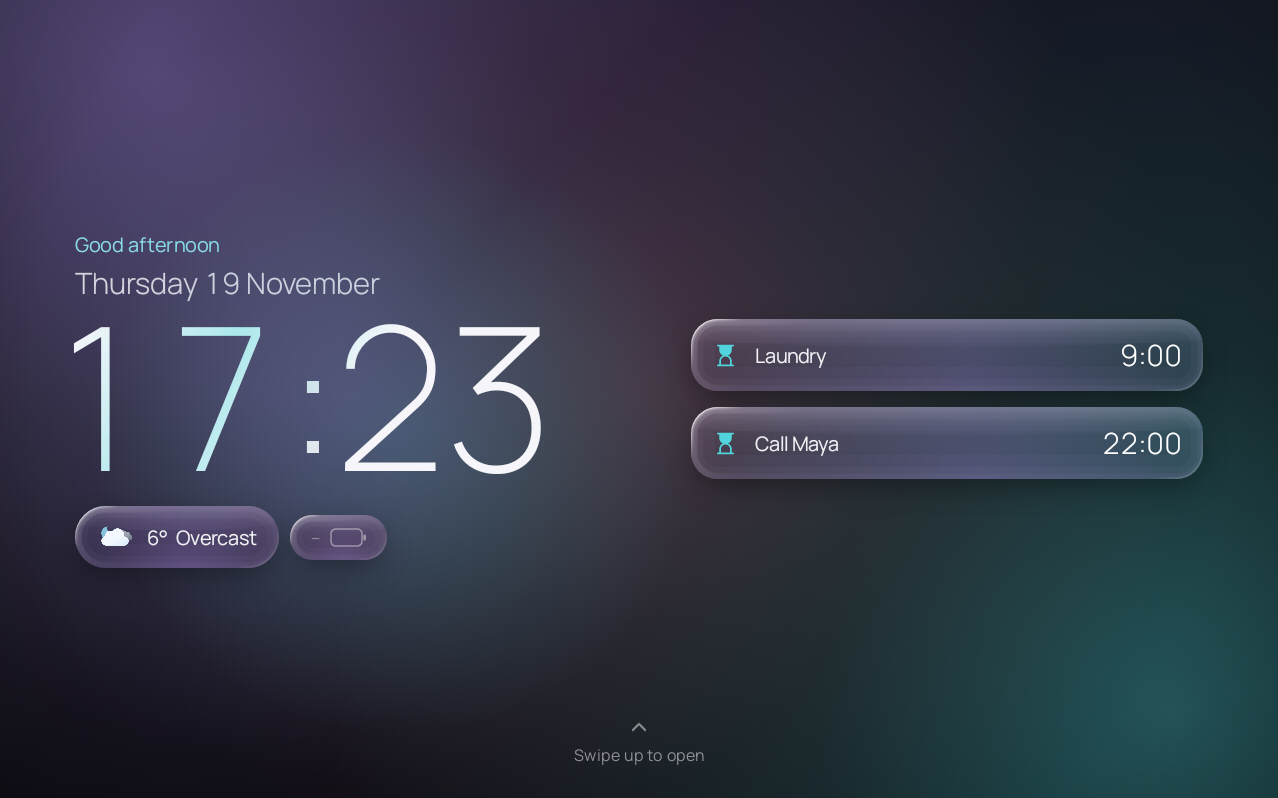 Good afternoon
Thursday 19 November
17:23
6° Overcast
–
Laundry 9:00
Call Maya 22:00
Swipe up to open